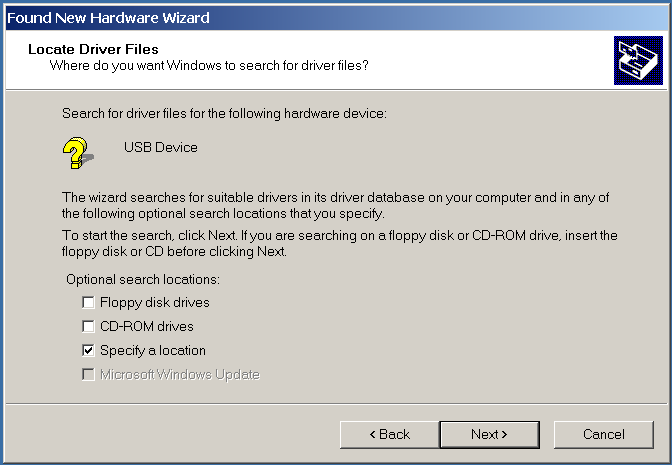 Found New Hardware Wizard
Locate Driver Files
Where do you want Windows to search for driver files?
Search for driver files for the following hardware device:
USB Device
The wizard searches for suitable drivers in its driver database on your computer and in any of
the following optional search locations that you specify.
To start the search, click Next. If you are searching on a floppy disk or CD-ROM drive, insert the
floppy disk or CD before clicking Next.
Optional search locations:
Floppy disk drives
CD-ROM drives
Specify a location
Microsoft Windows Update
< Back
Next >
Cancel